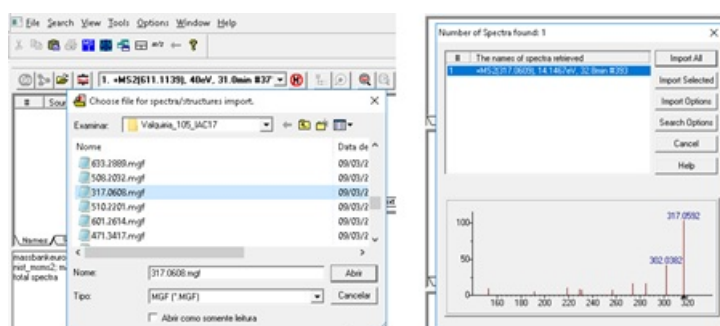 File Search View Tools Options Window Help
1. +MS2(611.1139), 40eV, 31.0min #37
# Sour
Choose file for spectra/structures import.
Examinar: Valquiria_105_IAC17
Nome Data de
633.2889.mgf 09/03/2
508.2032.mgf 09/03/2
317.0608.mgf 09/03/2
510.2201.mgf 09/03/2
601.2614.mgf 09/03/2
471.3417.mgf 09/03/2
Names
total spectra
Nome: 317.0608.mgf Abrir
Tipo: MGF (*.MGF) Cancelar
Abrir como somente leitura
Number of Spectra found: 1
# The names of spectra retrieved
1 +MS2(317.0609), 14.1467eV, 32.8min #393
Import All
Import Selected
Import Options
Search Options
Cancel
Help
317.0592
302.0382
100
50
0
160 180 200 220 240 260 280 300 320